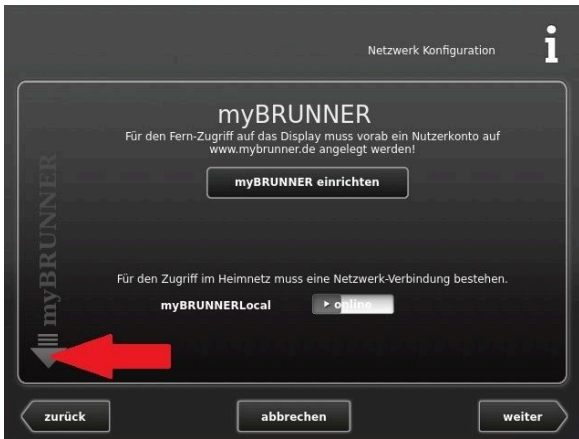 Netzwerk Konfiguration
i
myBRUNNER
Für den Fern-Zugriff auf das Display muss vorab ein Nutzerkonto auf
www.mybrunner.de angelegt werden!
myBRUNNER einrichten
myBRUNNER
Für den Zugriff im Heimnetz muss eine Netzwerk-Verbindung bestehen.
myBRUNNERLocal online
zurück abbrechen weiter